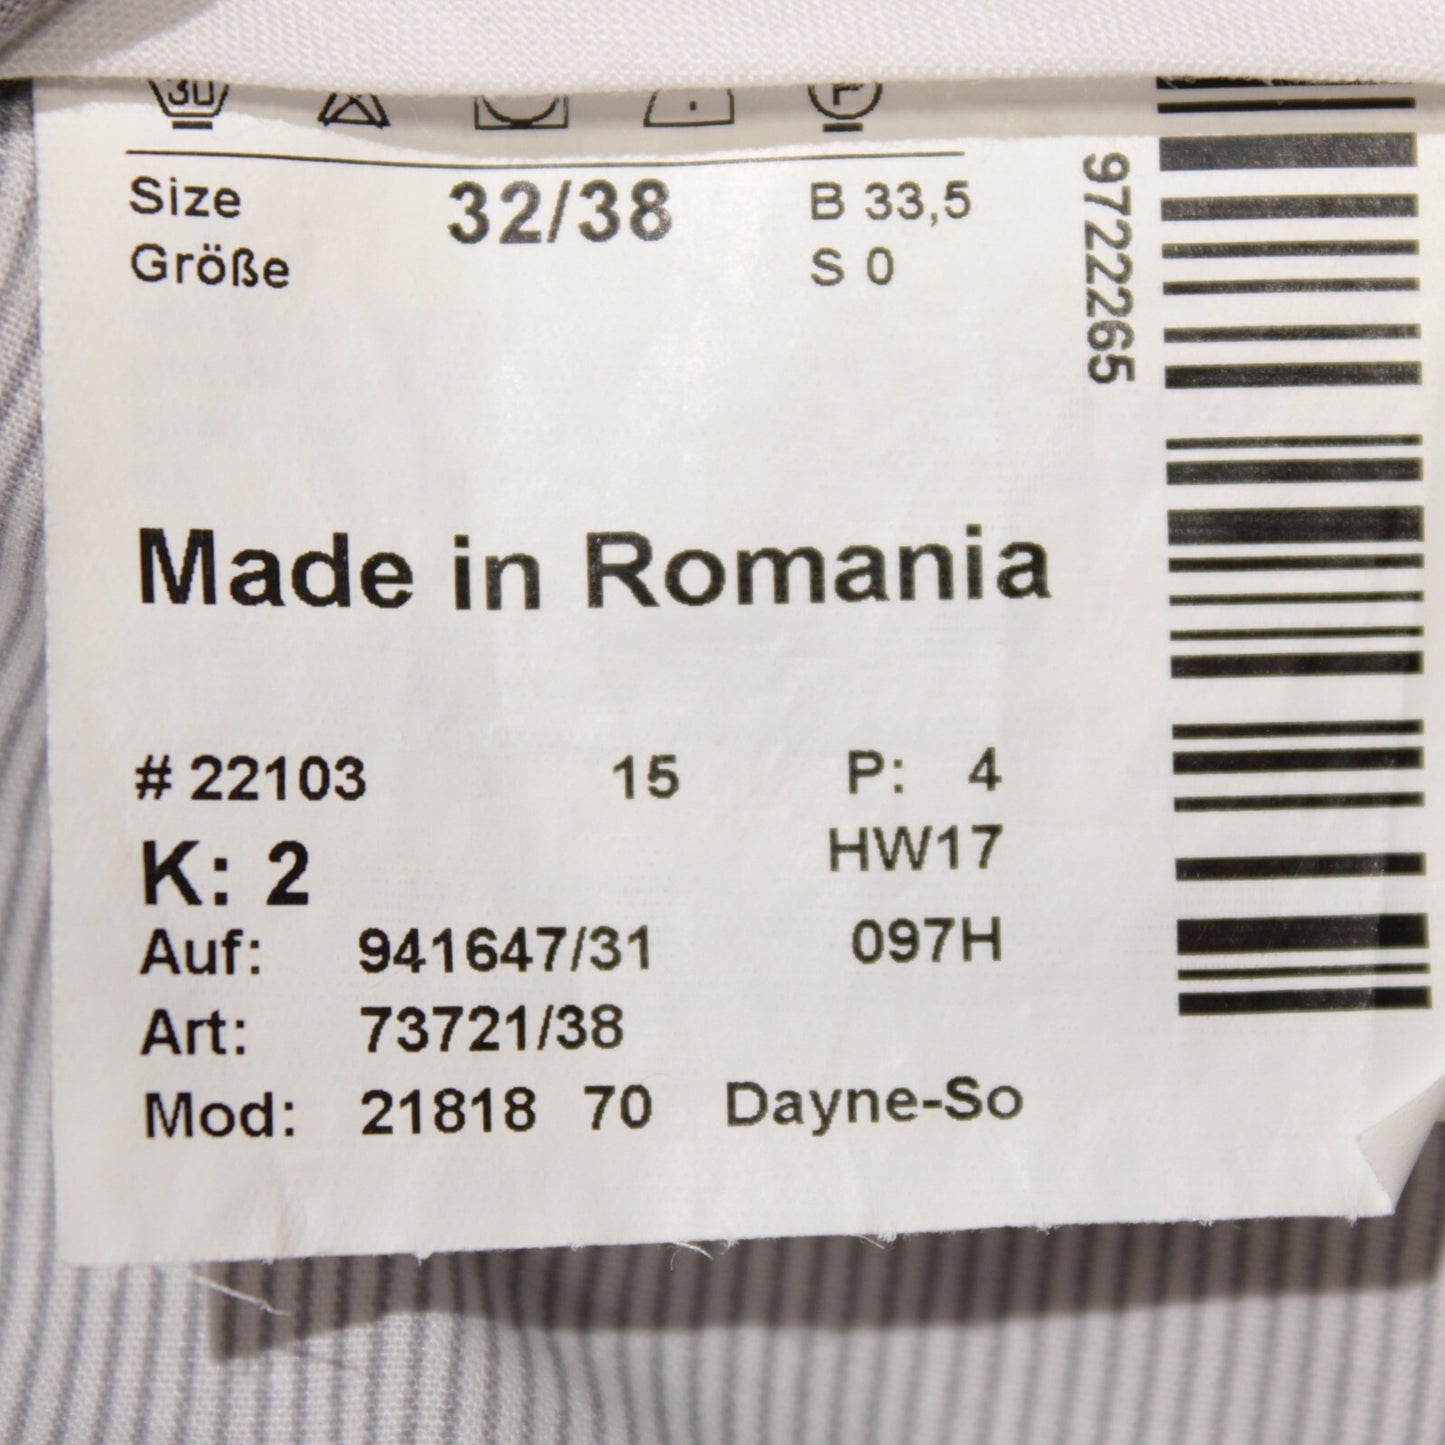 30
P
Size 32/38 B 33,5
Größe S 0
9722265
Made in Romania
# 22103 15 P: 4
K: 2 HW17
Auf: 941647/31 097H
Art: 73721/38
Mod: 21818 70 Dayne-So